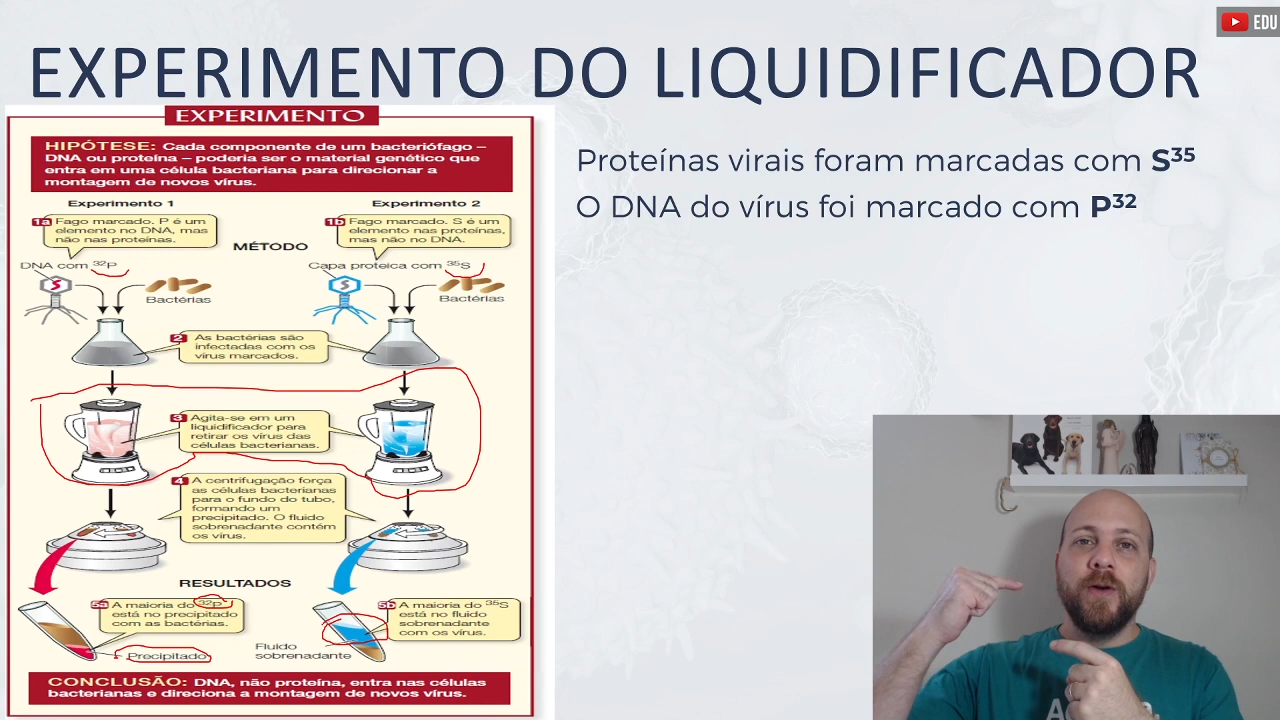 EDU
EXPERIMENTO DO LIQUIDIFICADOR
EXPERIMENTO
HIPÓTESE: Cada componente de um bacteriófago –
DNA ou proteína – poderia ser o material genético que
entra em uma célula bacteriana para direcionar a
montagem de novos vírus.
Proteínas virais foram marcadas com S35
O DNA do vírus foi marcado com P32
Experimento 1
Experimento 2
1a Fago marcado. P é um
elemento no DNA, mas
não nas proteínas.
1b Fago marcado. S é um
elemento nas proteínas,
mas não no DNA.
MÉTODO
DNA com 32P
Bactérias
Capa proteica com 35S
Bactérias
2 As bactérias são
infectadas com os
vírus marcados.
3 Agita-se em um
liquidificador para
retirar os vírus das
células bacterianas.
4 A centrifugação força
as células bacterianas
para o fundo do tubo,
formando um
precipitado. O fluido
sobrenadante contém
os vírus.
RESULTADOS
5a A maioria do 32P
está no precipitado
com as bactérias.
5b A maioria do 35S
está no fluido
sobrenadante
com os vírus.
Precipitado
Fluido
sobrenadante
CONCLUSÃO: DNA, não proteína, entra nas células
bacterianas e direciona a montagem de novos vírus.